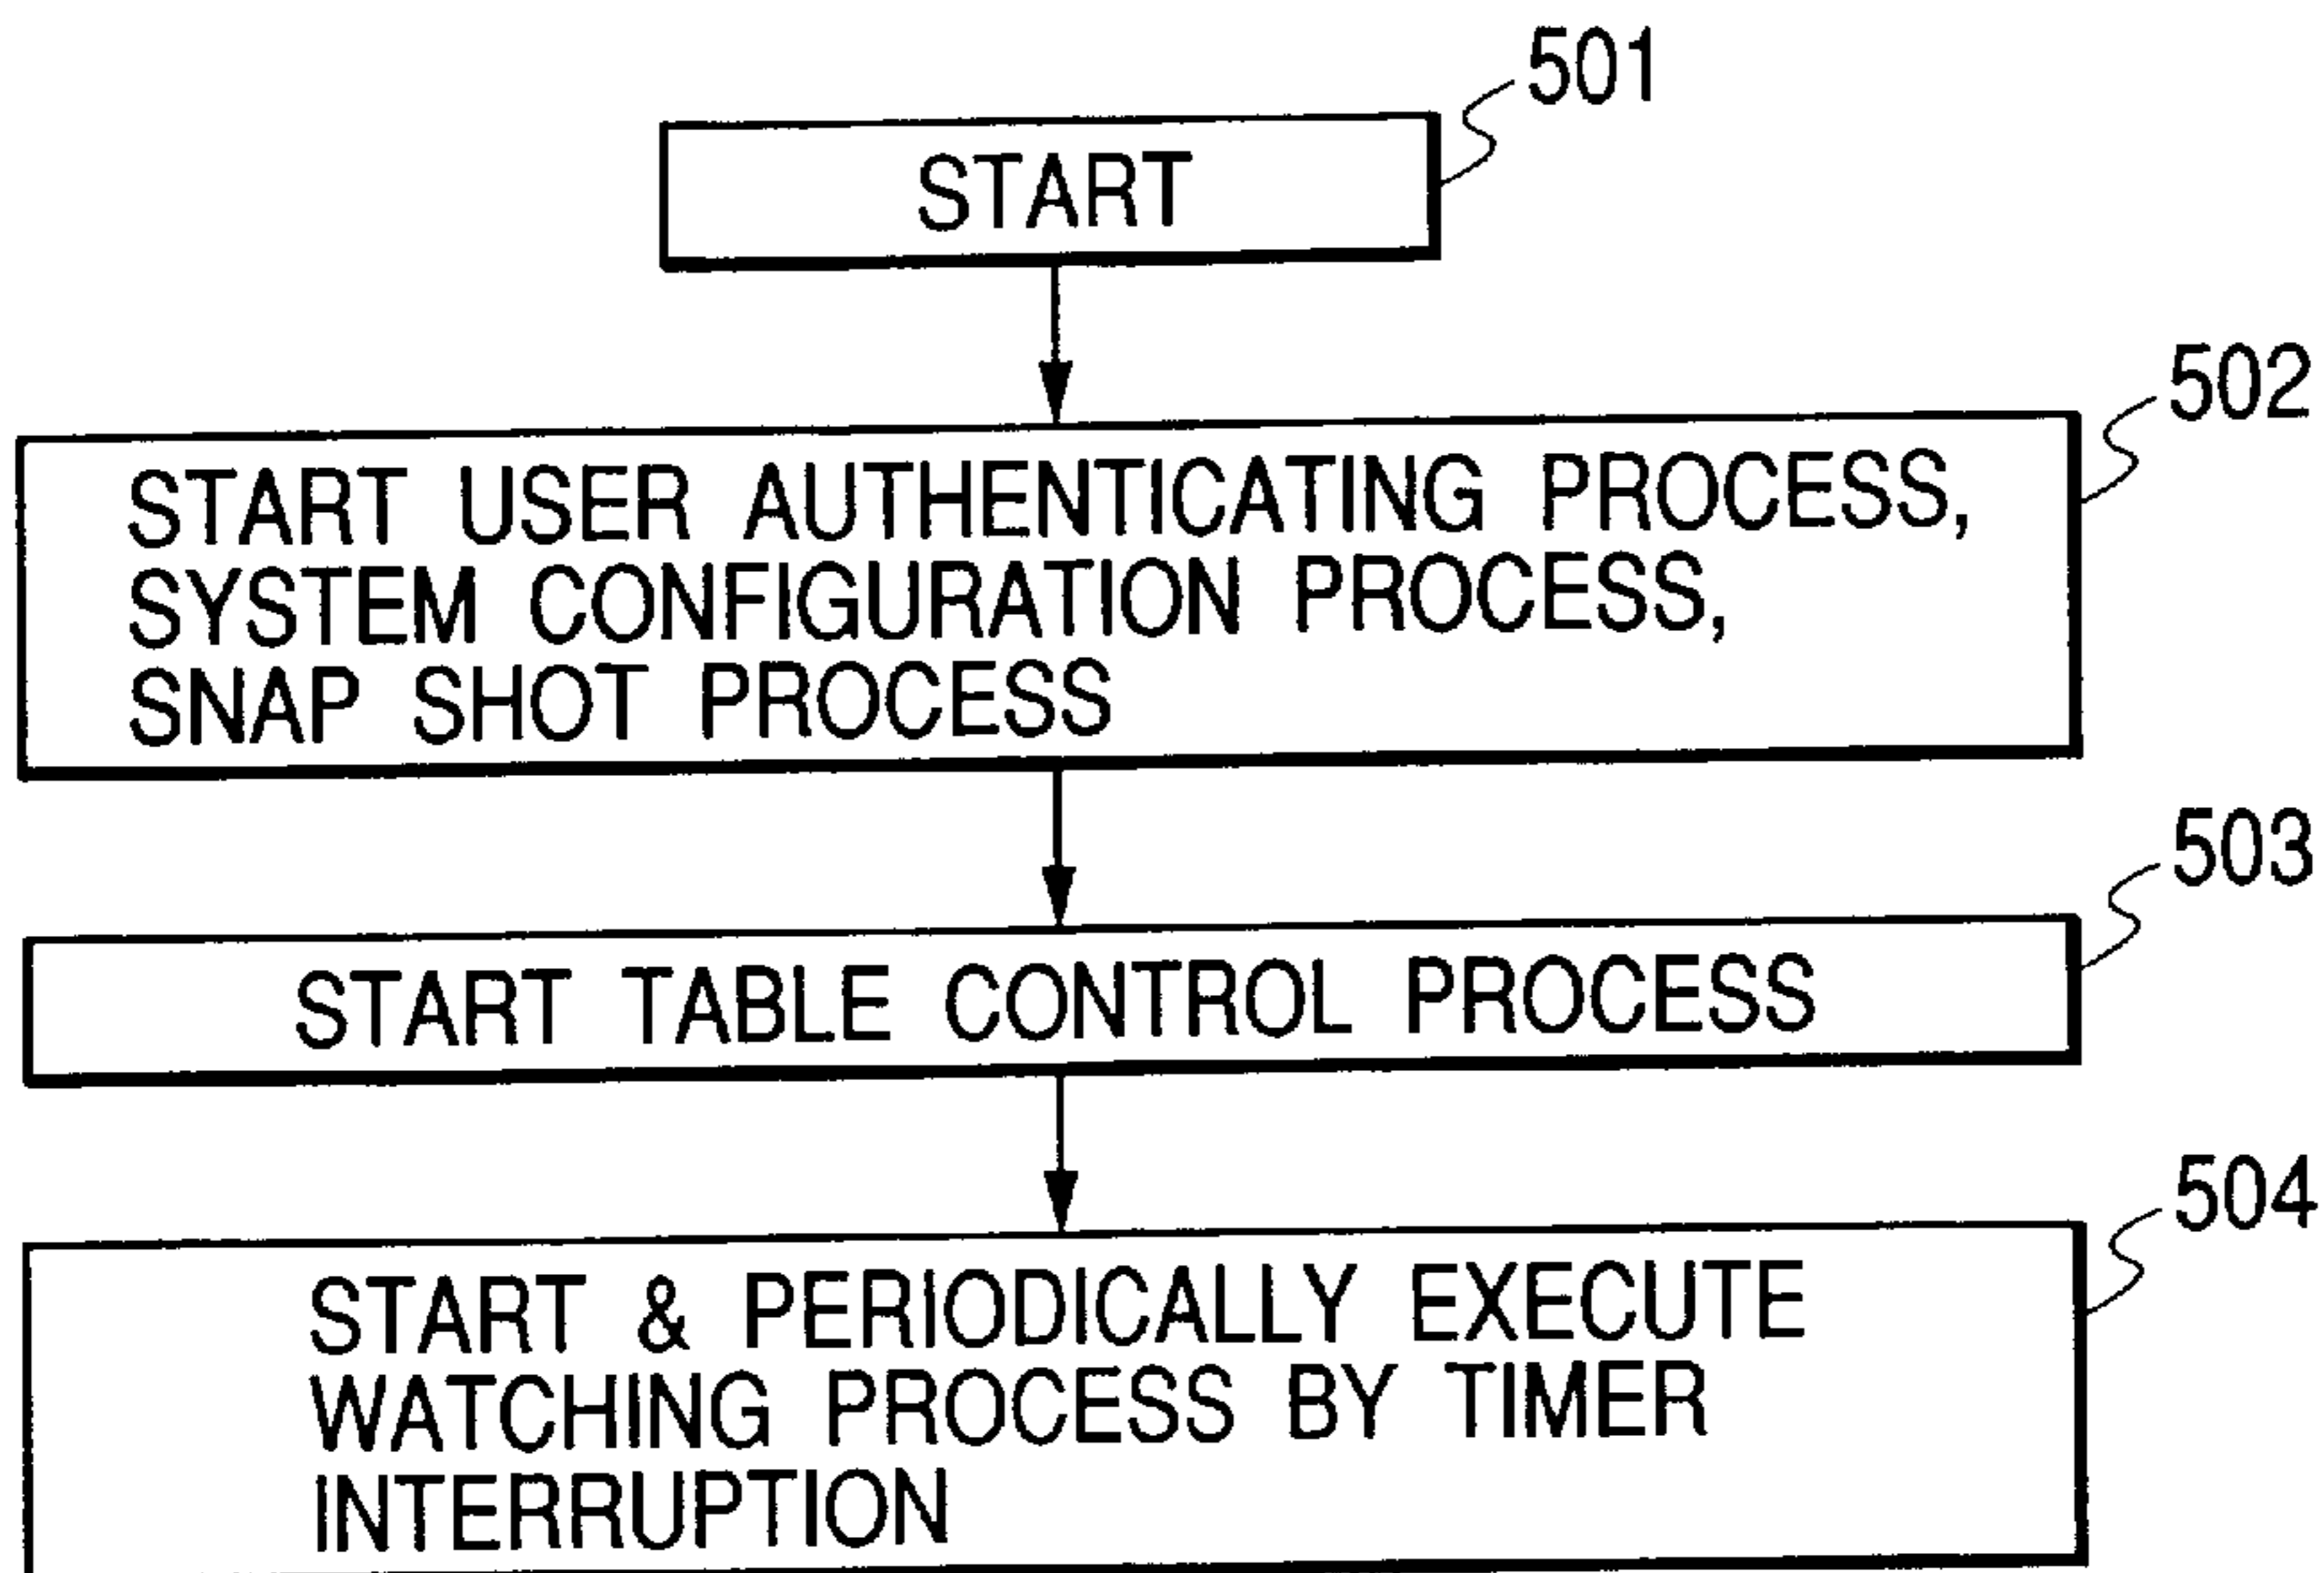 501
START
502
START USER AUTHENTICATING PROCESS,
SYSTEM CONFIGURATION PROCESS,
SNAP SHOT PROCESS
503
START TABLE CONTROL PROCESS
504
START & PERIODICALLY EXECUTE
WATCHING PROCESS BY TIMER
INTERRUPTION